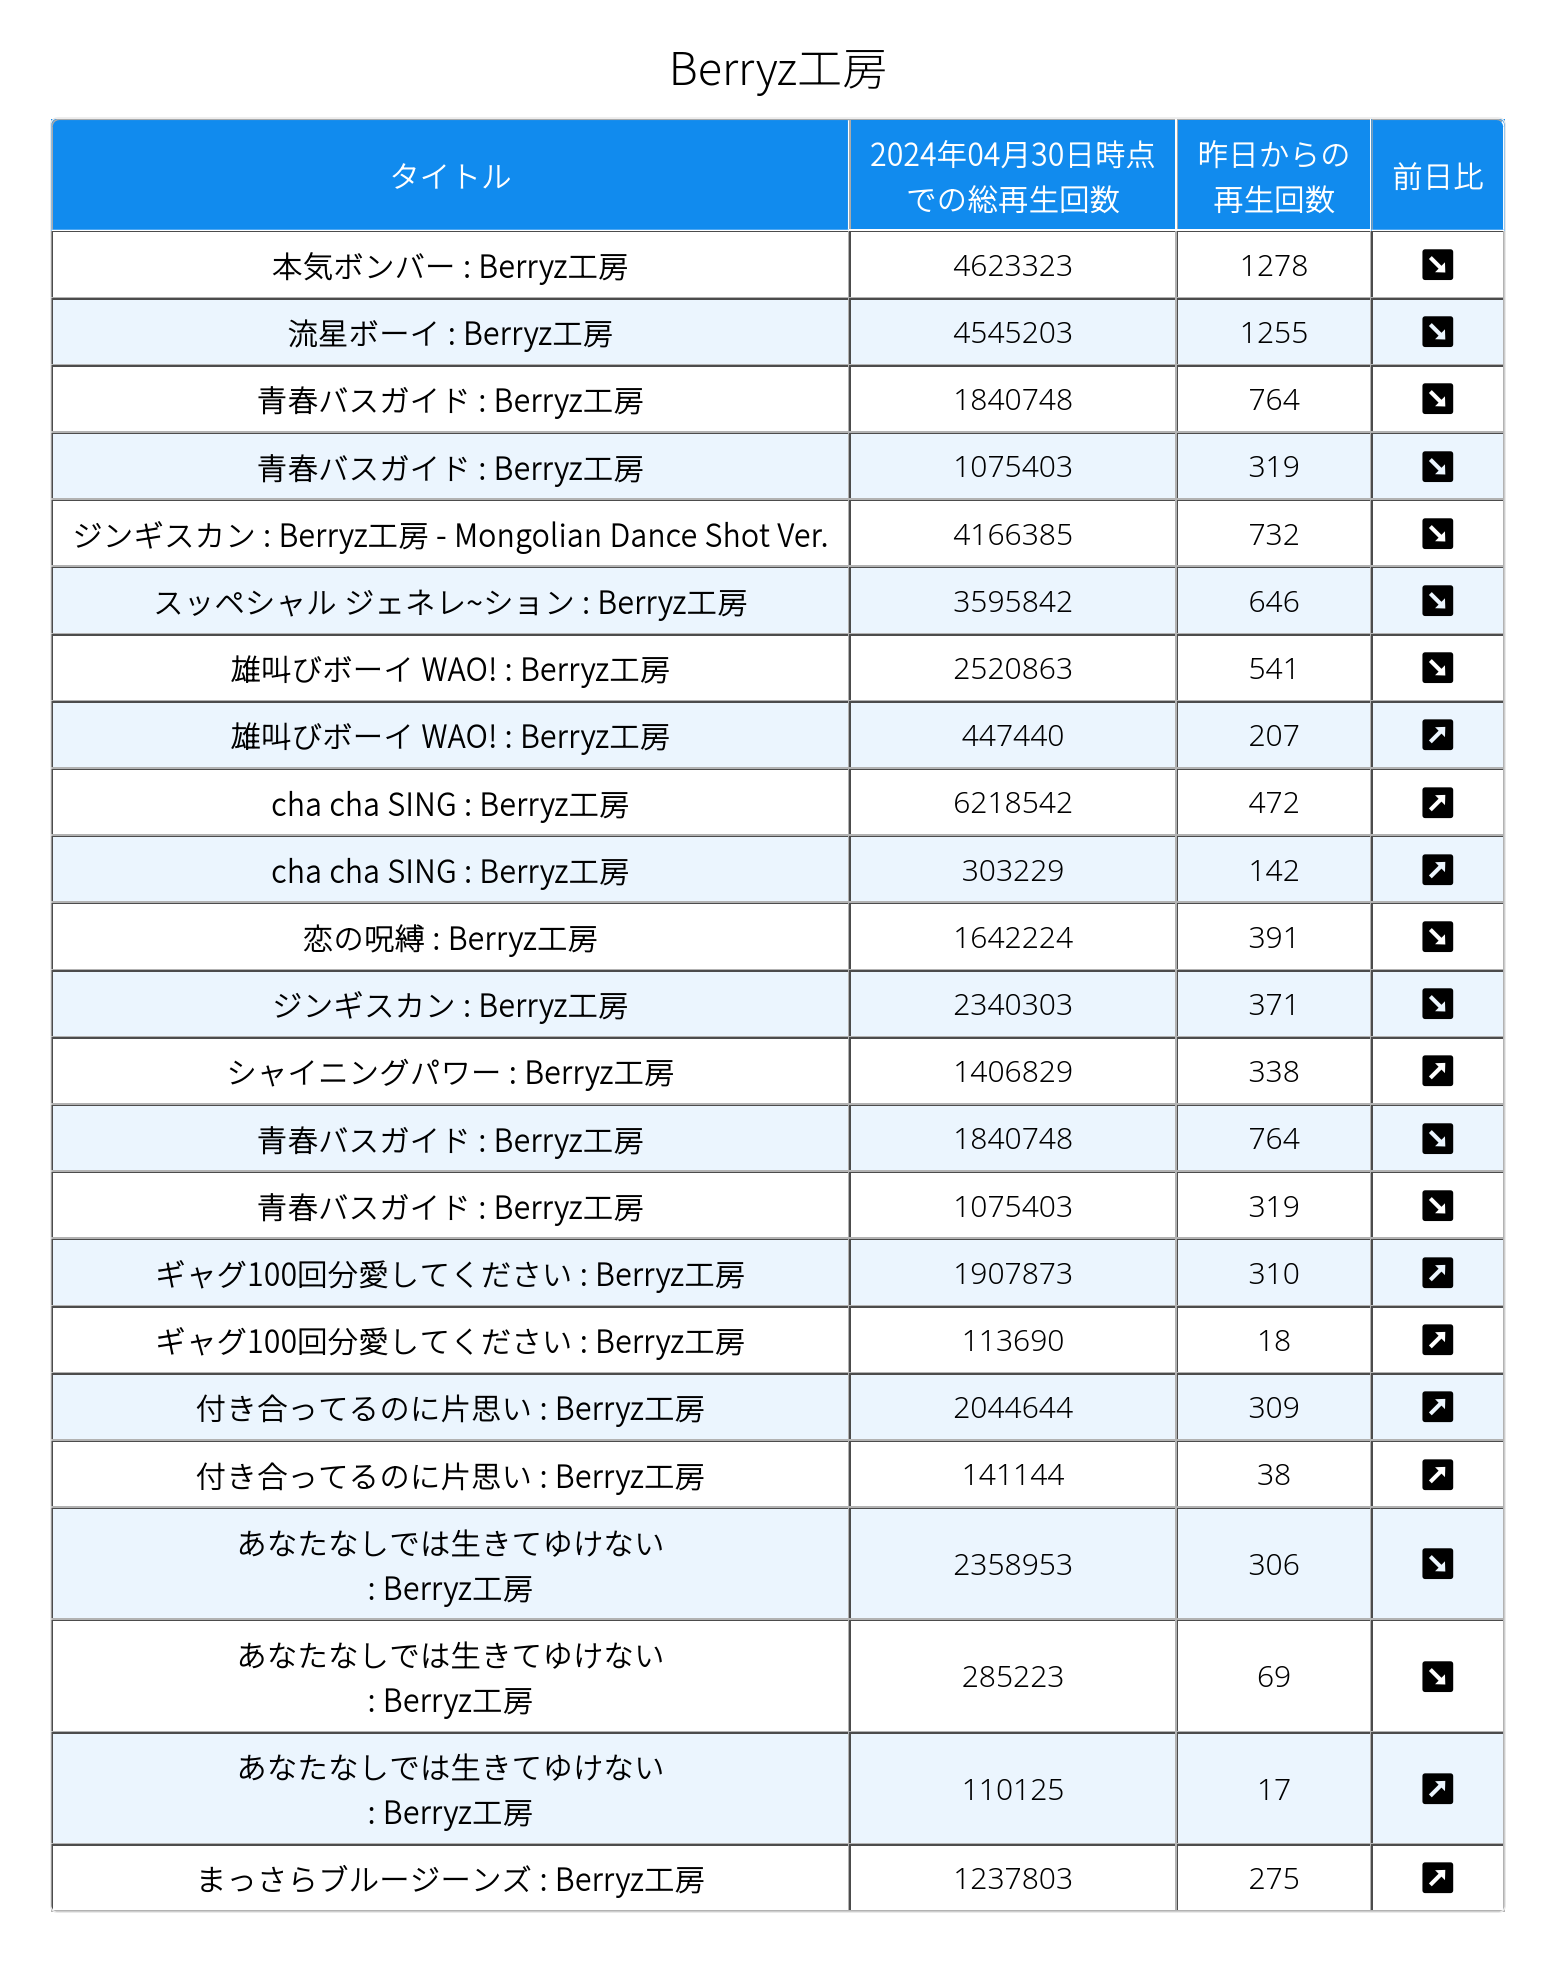 Berryz工房
タイトル 2024年04月30日時点 昨日からの 前日比
での総再生回数 再生回数
本気ボンバー : Berryz工房 4623323 1278
流星ボーイ : Berryz工房 4545203 1255
青春バスガイド : Berryz工房 1840748 764
青春バスガイド : Berryz工房 1075403 319
ジンギスカン : Berryz工房 - Mongolian Dance Shot Ver. 4166385 732
スッペシャル ジェネレ~ション : Berryz工房 3595842 646
雄叫びボーイ WAO! : Berryz工房 2520863 541
雄叫びボーイ WAO! : Berryz工房 447440 207
cha cha SING : Berryz工房 6218542 472
cha cha SING : Berryz工房 303229 142
恋の呪縛 : Berryz工房 1642224 391
ジンギスカン : Berryz工房 2340303 371
シャイニングパワー : Berryz工房 1406829 338
青春バスガイド : Berryz工房 1840748 764
青春バスガイド : Berryz工房 1075403 319
ギャグ100回分愛してください : Berryz工房 1907873 310
ギャグ100回分愛してください : Berryz工房 113690 18
付き合ってるのに片思い : Berryz工房 2044644 309
付き合ってるのに片思い : Berryz工房 141144 38
あなたなしでは生きてゆけない
: Berryz工房 2358953 306
あなたなしでは生きてゆけない
: Berryz工房 285223 69
あなたなしでは生きてゆけない
: Berryz工房 110125 17
まっさらブルージーンズ : Berryz工房 1237803 275